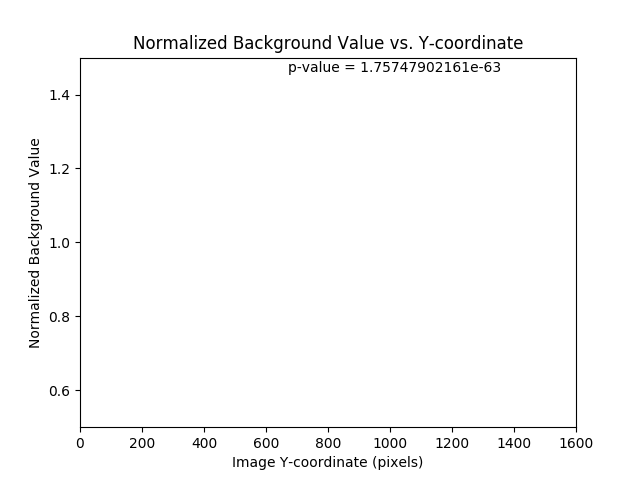 Normalized Background Value vs. Y-coordinate
p-value = 1.75747902161e-63
Normalized Background Value
1.4
1.2
1.0
0.8
0.6
0 200 400 600 800 1000 1200 1400 1600
Image Y-coordinate (pixels)